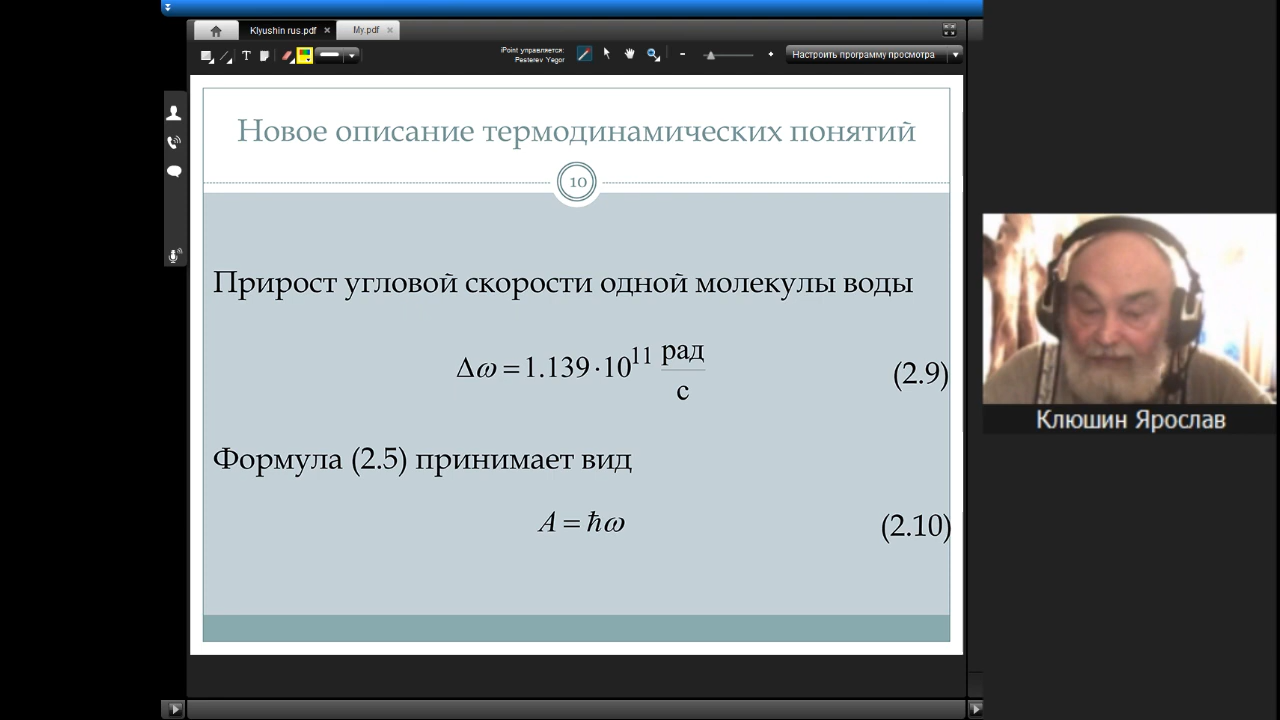 Klyushin rus.pdf ×
My.pdf ×
T
iPoint управляется:
Pesterev Yegor
Настроить программу просмотра
Новое описание термодинамических понятий
10
Прирост угловой скорости одной молекулы воды
Δω = 1.139 · 10¹¹ рад/с (2.9)
Формула (2.5) принимает вид
A = ħω (2.10)
Клюшин Ярослав